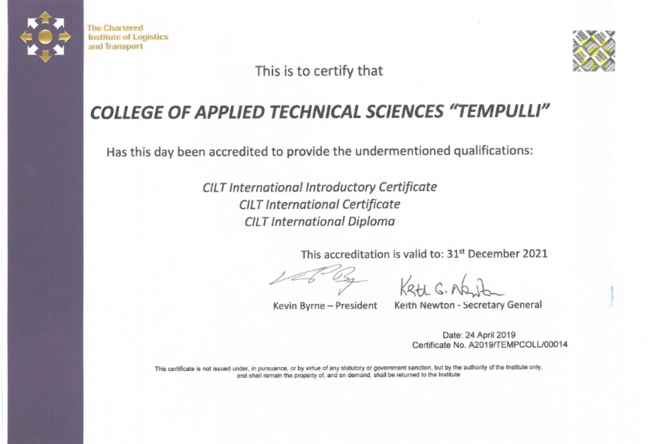 The Chartered
Institute of Logistics
and Transport
This is to certify that
COLLEGE OF APPLIED TECHNICAL SCIENCES “TEMPULLI”
Has this day been accredited to provide the undermentioned qualifications:
CILT International Introductory Certificate
CILT International Certificate
CILT International Diploma
This accreditation is valid to: 31st December 2021
Keith G. Newton
Kevin Byrne – President Keith Newton - Secretary General
Date: 24 April 2019
Certificate No. A2019/TEMPCOLL/00014
This certificate is not issued under, in pursuance, or by virtue of any statutory or government sanction, but by the authority of the Institute only,
and shall remain the property of, and on demand, shall be returned to the Institute